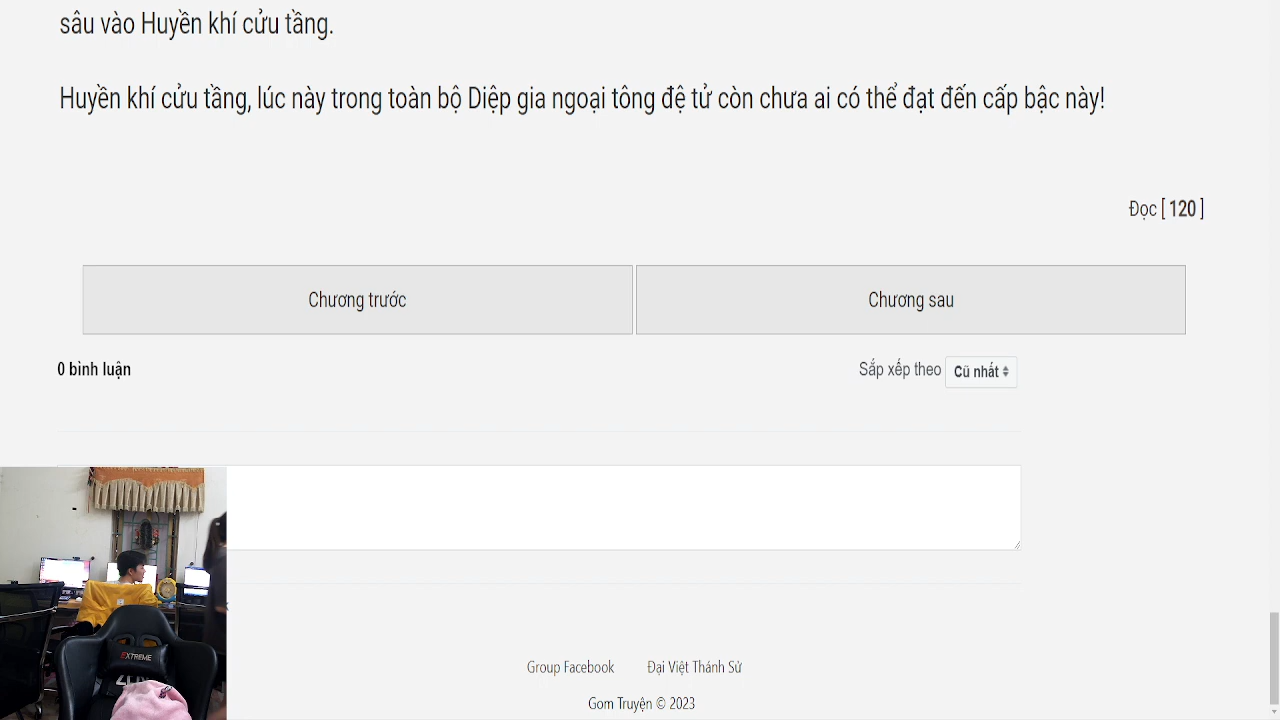 sâu vào Huyền khí cửu tầng.
Huyền khí cửu tầng, lúc này trong toàn bộ Diệp gia ngoại tông đệ tử còn chưa ai có thể đạt đến cấp bậc này!
Đọc [ 120 ]
Chương trước
Chương sau
0 bình luận
Sắp xếp theo Cũ nhất
EXTREME
Group Facebook
Đại Việt Thánh Sử
Gom Truyện © 2023